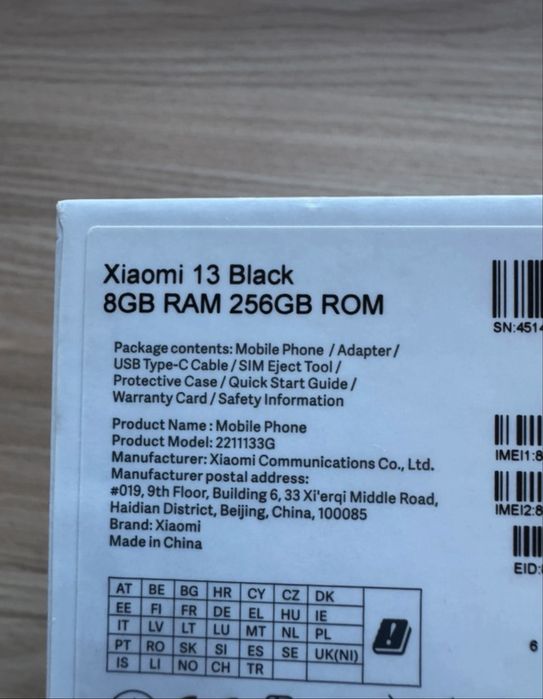 Xiaomi 13 Black
8GB RAM 256GB ROM
SN:4514
Package contents: Mobile Phone / Adapter /
USB Type-C Cable / SIM Eject Tool /
Protective Case / Quick Start Guide /
Warranty Card / Safety Information
Product Name : Mobile Phone
Product Model: 2211133G
Manufacturer: Xiaomi Communications Co., Ltd.
Manufacturer postal address:
#019, 9th Floor, Building 6, 33 Xi'erqi Middle Road,
Haidian District, Beijing, China, 100085
Brand: Xiaomi
Made in China
IMEI1:8
IMEI2:8
EID:
AT BE BG HR CY CZ DK
EE FI FR DE EL HU IE
IT LV LT LU MT NL PL
PT RO SK SI ES SE UK(NI)
IS LI NO CH TR
6